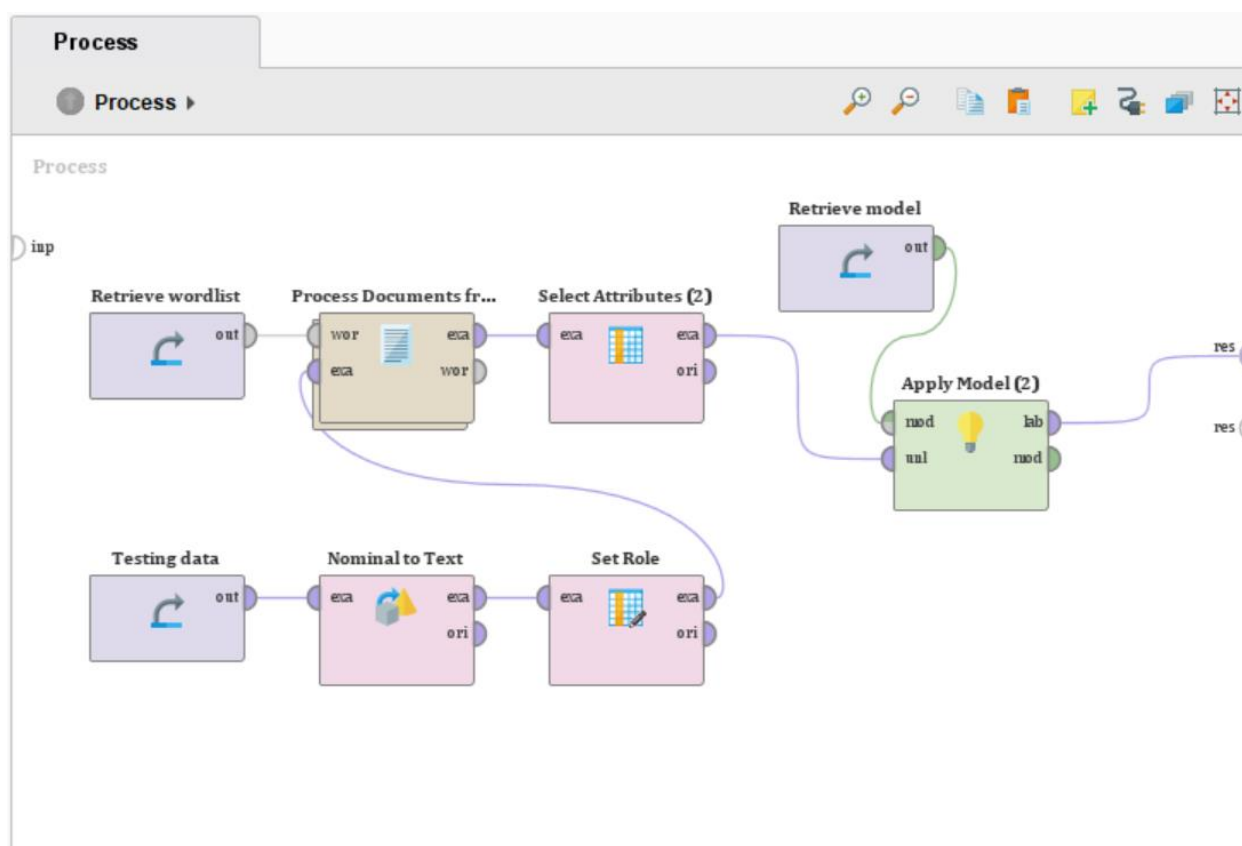 Process
Process
Process
inp
Retrieve model
out
Retrieve wordlist
out
Process Documents fr...
wor
exa
exa
wor
Select Attributes (2)
exa
exa
ori
Apply Model (2)
mod
lab
unl
mod
res
res
Testing data
out
Nominal to Text
exa
exa
ori
Set Role
exa
exa
ori